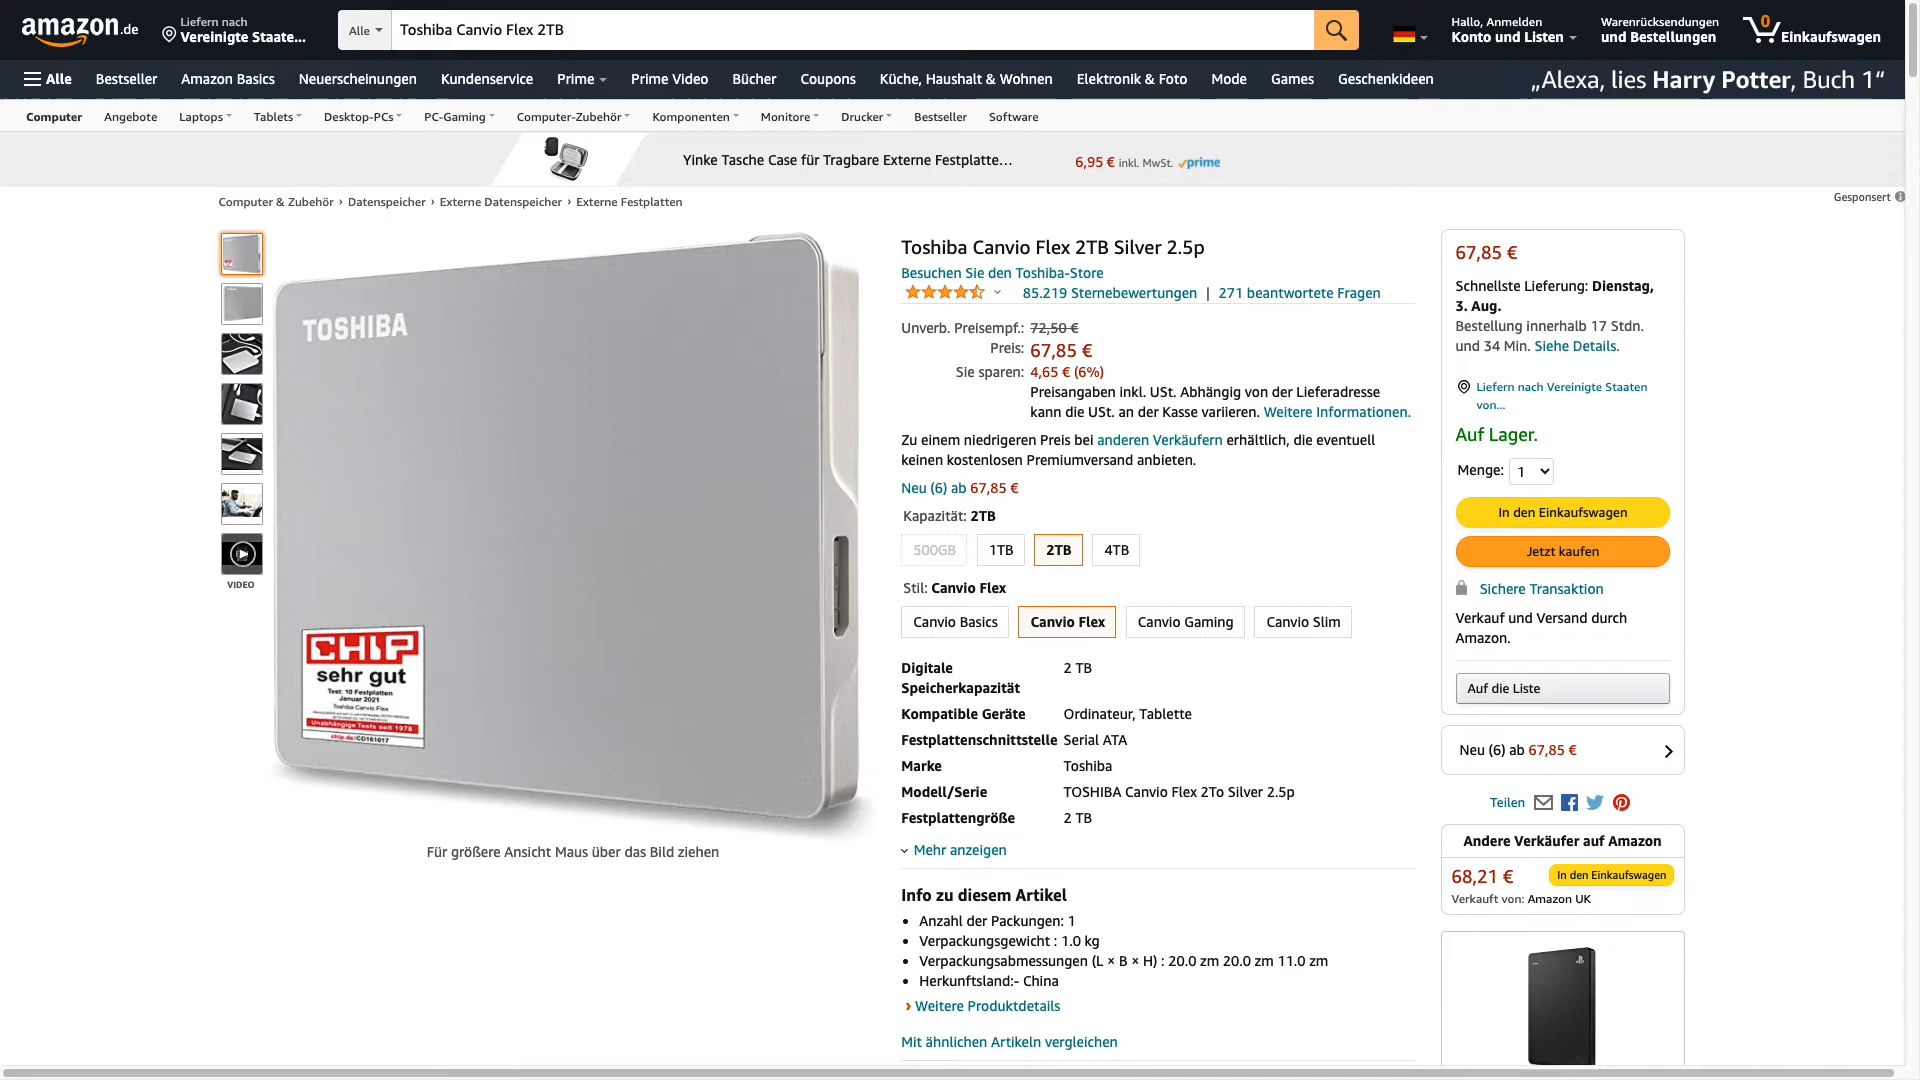 amazon.de
Liefern nach
Vereinigte Staate...
Alle
Toshiba Canvio Flex 2TB
Hallo, Anmelden
Konto und Listen
Warenrücksendungen
und Bestellungen
0
Einkaufswagen
Alle Bestseller Amazon Basics Neuerscheinungen Kundenservice Prime Prime Video Bücher Coupons Küche, Haushalt & Wohnen Elektronik & Foto Mode Games Geschenkideen „Alexa, lies Harry Potter, Buch 1“
Computer Angebote Laptops Tablets Desktop-PCs PC-Gaming Computer-Zubehör Komponenten Monitore Drucker Bestseller Software
Yinke Tasche Case für Tragbare Externe Festplatte... 6,95 € inkl. MwSt. prime
Gesponsert
Computer & Zubehör › Datenspeicher › Externe Datenspeicher › Externe Festplatten
VIDEO
TOSHIBA
CHIP
sehr gut
Test: 10 Festplatten
Januar 2021
Toshiba Canvio Flex
Unabhängige Tests seit 1978
chip.de/CD161017
Für größere Ansicht Maus über das Bild ziehen
Toshiba Canvio Flex 2TB Silver 2.5p
Besuchen Sie den Toshiba-Store
85.219 Sternebewertungen | 271 beantwortete Fragen
Unverb. Preisempf.: 72,50 €
Preis: 67,85 €
Sie sparen: 4,65 € (6%)
Preisangaben inkl. USt. Abhängig von der Lieferadresse
kann die USt. an der Kasse variieren. Weitere Informationen.
Zu einem niedrigeren Preis bei anderen Verkäufern erhältlich, die eventuell
keinen kostenlosen Premiumversand anbieten.
Neu (6) ab 67,85 €
Kapazität: 2TB
500GB 1TB 2TB 4TB
Stil: Canvio Flex
Canvio Basics Canvio Flex Canvio Gaming Canvio Slim
Digitale 2 TB
Speicherkapazität
Kompatible Geräte Ordinateur, Tablette
Festplattenschnittstelle Serial ATA
Marke Toshiba
Modell/Serie TOSHIBA Canvio Flex 2To Silver 2.5p
Festplattengröße 2 TB
Mehr anzeigen
Info zu diesem Artikel
• Anzahl der Packungen: 1
• Verpackungsgewicht : 1.0 kg
• Verpackungsabmessungen (L × B × H) : 20.0 zm 20.0 zm 11.0 zm
• Herkunftsland:- China
› Weitere Produktdetails
Mit ähnlichen Artikeln vergleichen
67,85 €
Schnellste Lieferung: Dienstag,
3. Aug.
Bestellung innerhalb 17 Stdn.
und 34 Min. Siehe Details.
Liefern nach Vereinigte Staaten
von...
Auf Lager.
Menge: 1
In den Einkaufswagen
Jetzt kaufen
Sichere Transaktion
Verkauf und Versand durch
Amazon.
Auf die Liste
Neu (6) ab 67,85 €
Teilen
Andere Verkäufer auf Amazon
68,21 € In den Einkaufswagen
Verkauft von: Amazon UK